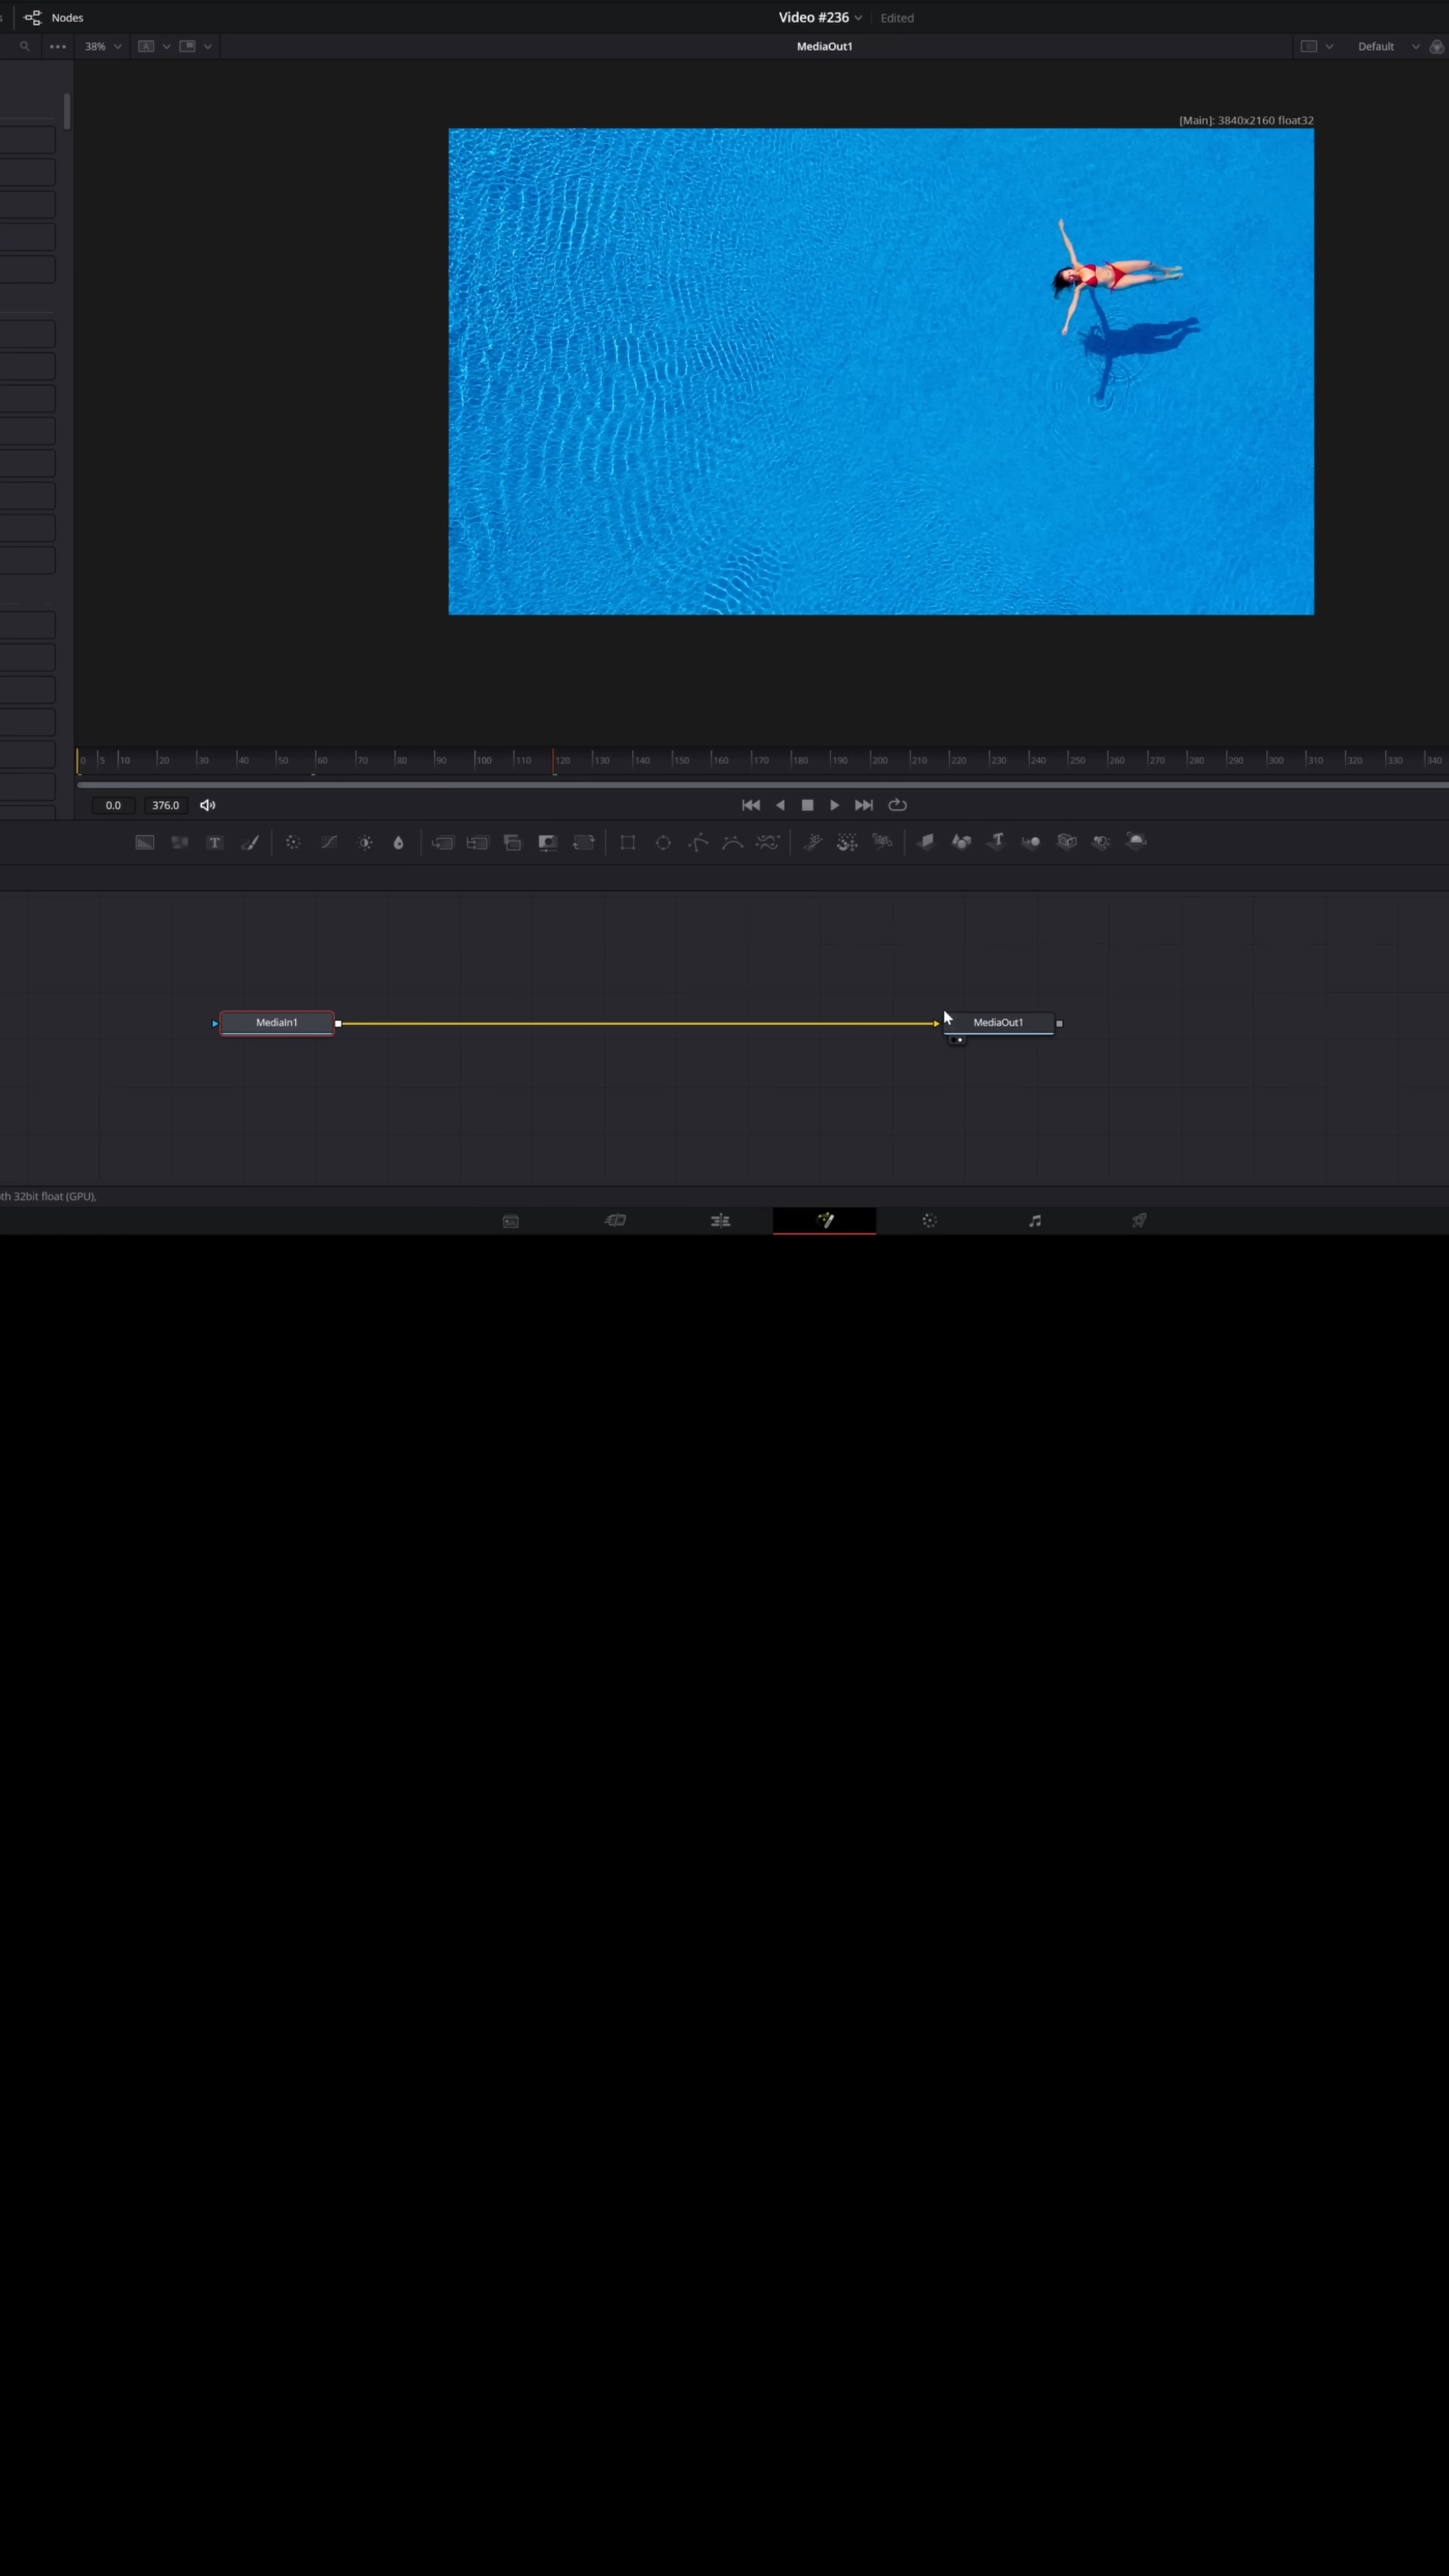 s
Nodes
Video #236
Edited
38%
A
MediaOut1
Default
[Main]: 3840x2160 float32
0 5 10 20 30 40 50 60 70 80 90 100 110 120 130 140 150 160 170 180 190 200 210 220 230 240 250 260 270 280 290 300 310 320 330 340
0.0 376.0
T
T
MediaIn1
MediaOut1
th 32bit float (GPU),